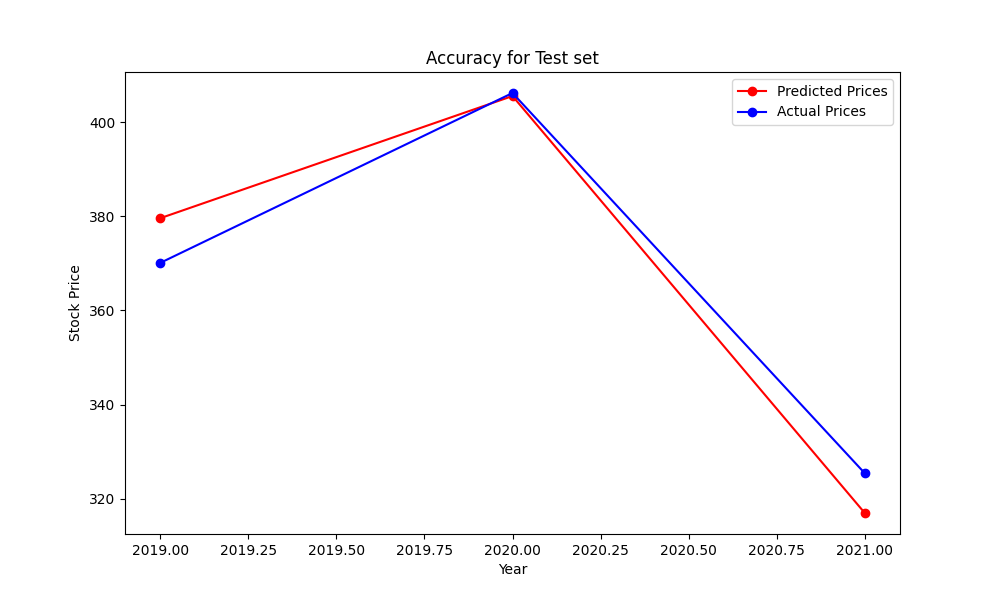 Accuracy for Test set
Predicted Prices
Actual Prices
Stock Price
400
380
360
340
320
2019.00 2019.25 2019.50 2019.75 2020.00 2020.25 2020.50 2020.75 2021.00
Year